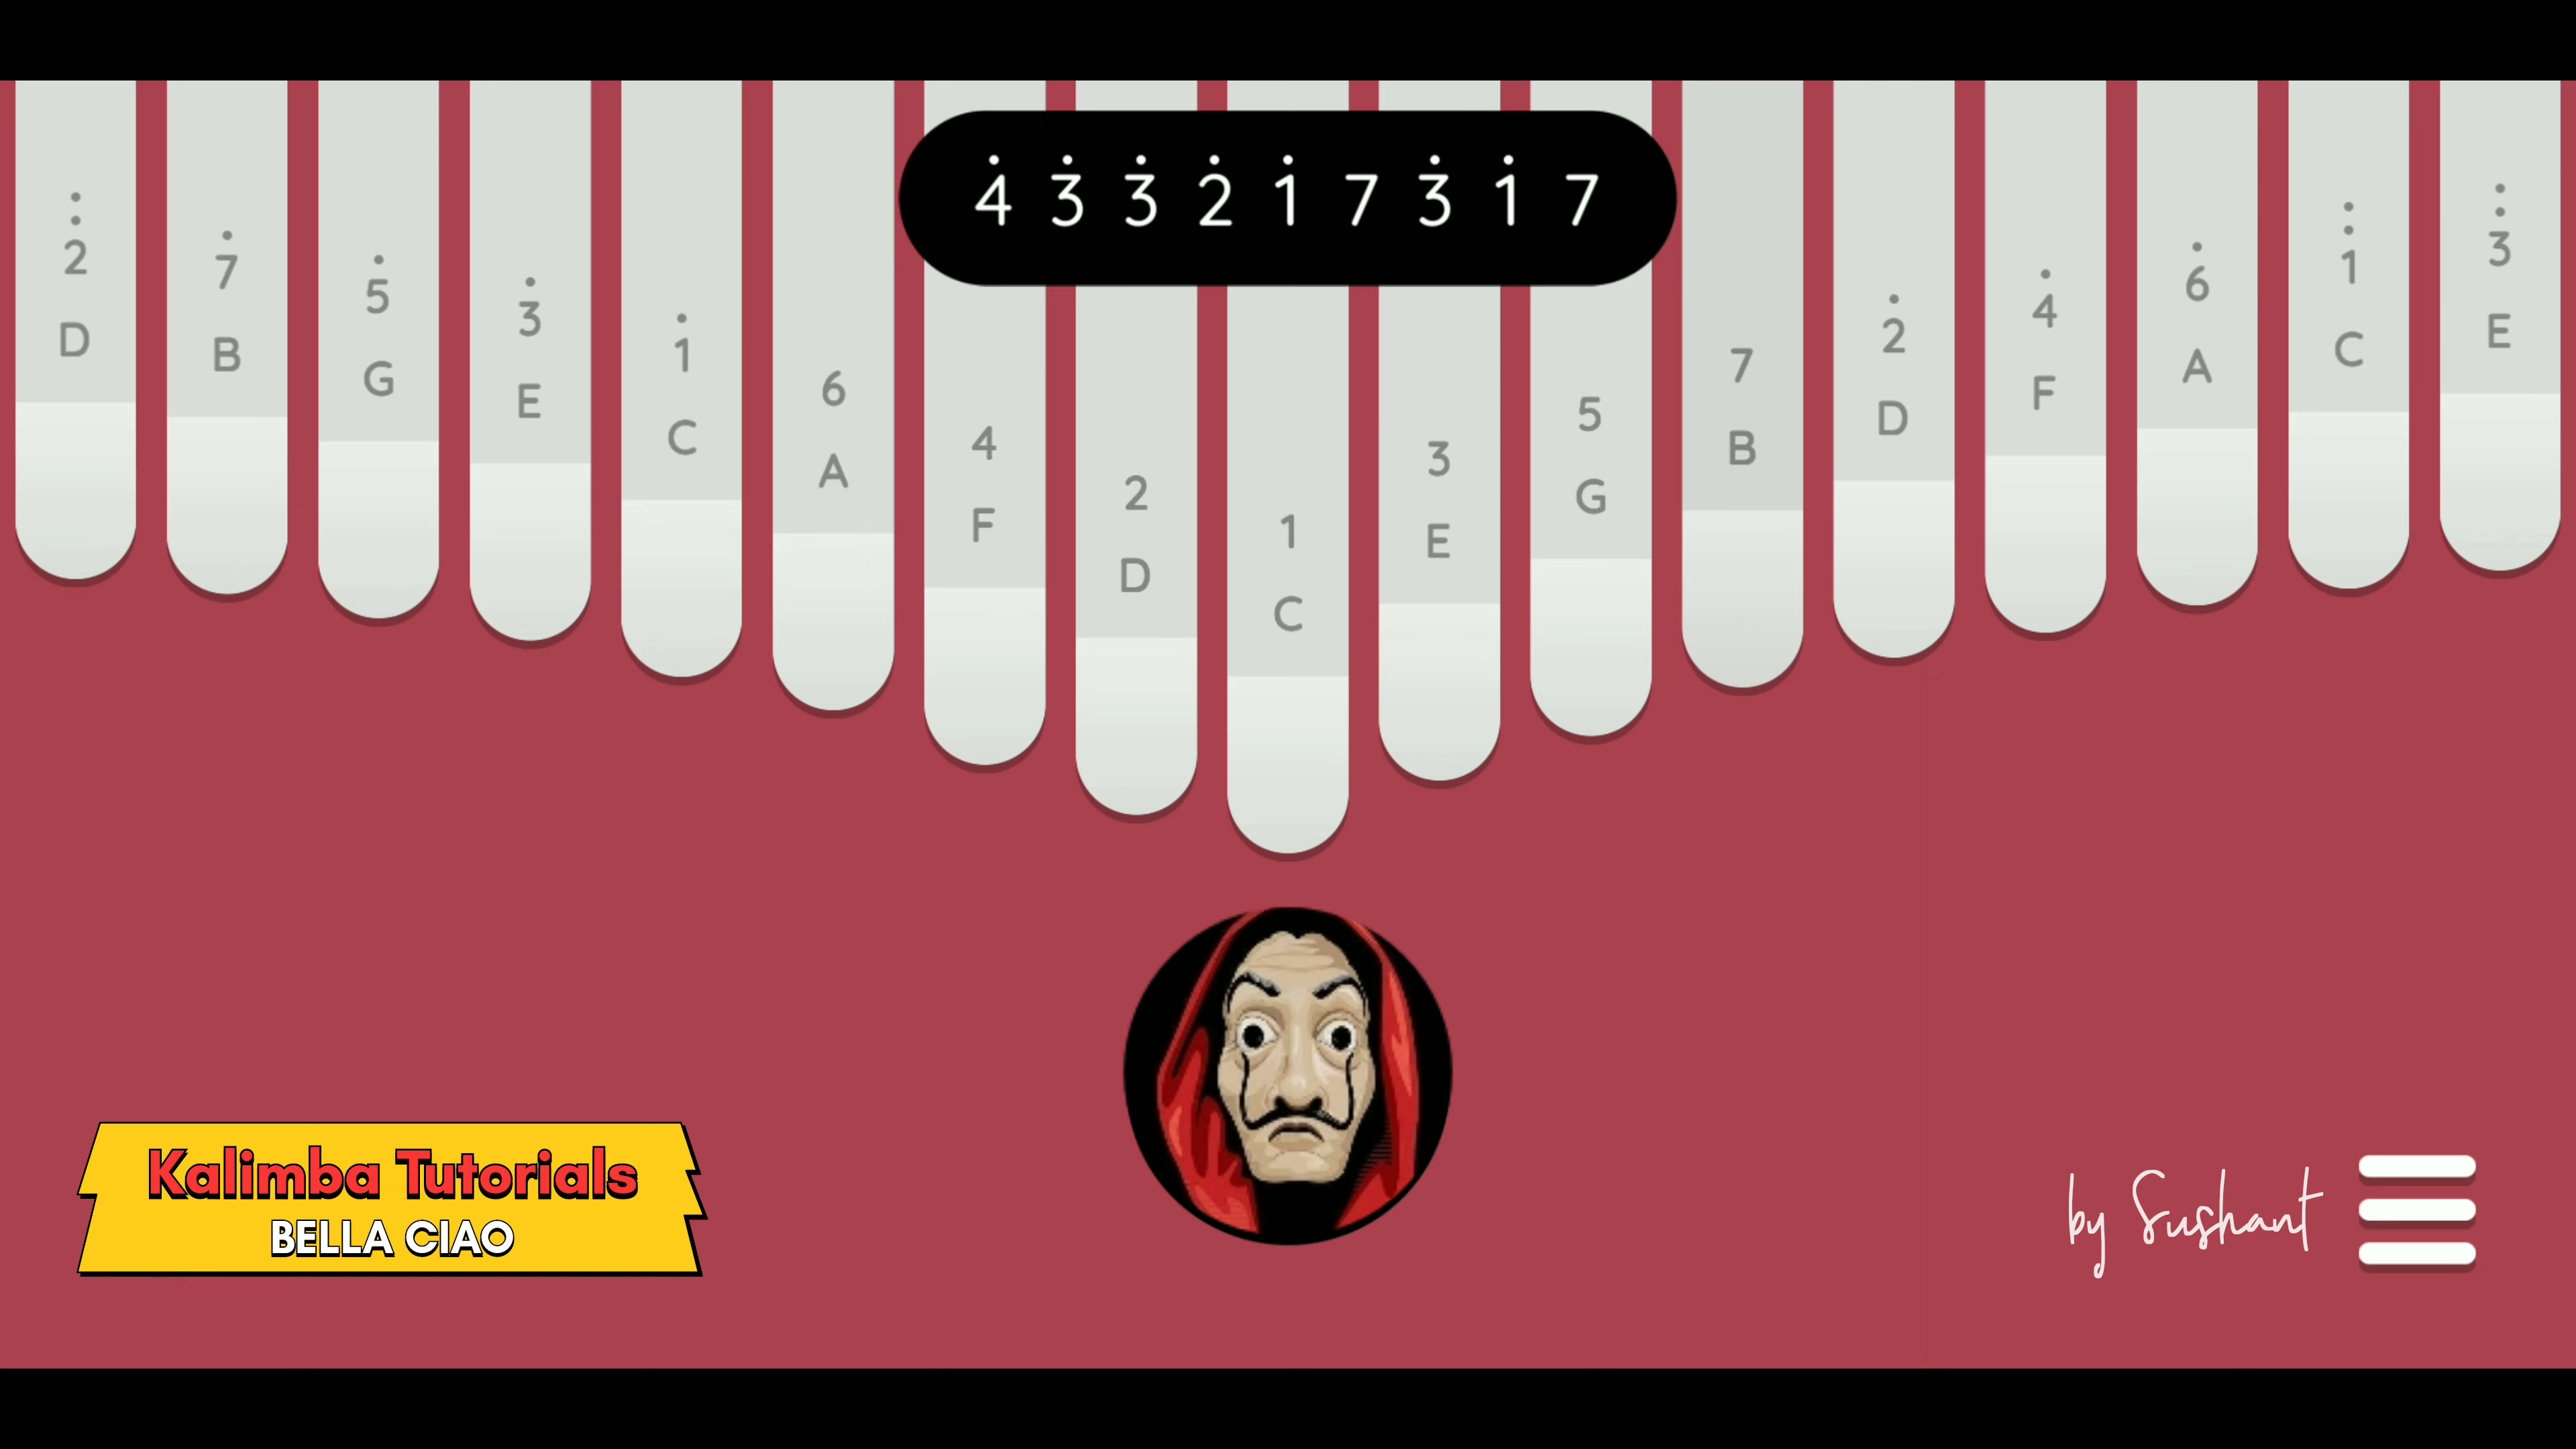 4̇ 3̇ 3̇ 2̇ 1̇ 7 3̇ 1̇ 7
2̈ 7̇ 5̇ 3̇ 1̇ 6 4 2 1 3 5 7 2̇ 4̇ 6̇ 1̈ 3̈
D B G E C A F D C E G B D F A C E
Kalimba Tutorials
BELLA CIAO
by Sushant